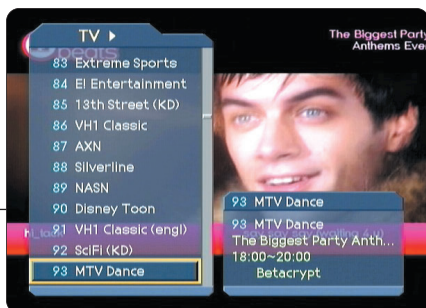 TV
The Biggest Party
Anthems Eve
beats
83 Extreme Sports
84 E! Entertainment
85 13th Street (KD)
86 VH1 Classic
87 AXN
88 Silverline
89 NASN
90 Disney Toon
91 VH1 Classic (engl)
92 SciFi (KD)
93 MTV Dance
93 MTV Dance
93 MTV Dance
The Biggest Party Anth...
18:00~20:00
Betacrypt